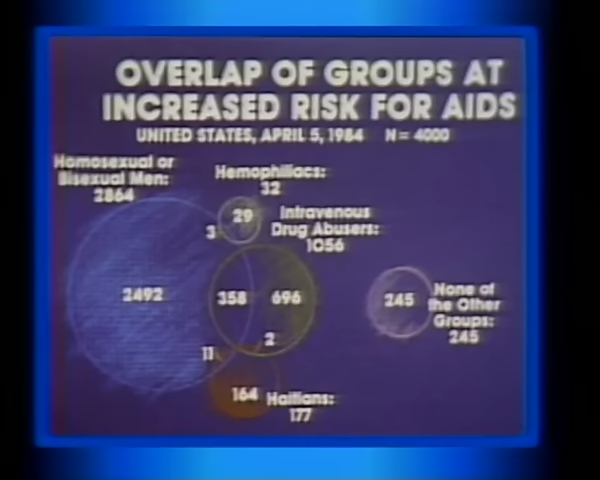 OVERLAP OF GROUPS AT
INCREASED RISK FOR AIDS
UNITED STATES, APRIL 5, 1984 N = 4000
Homosexual or
Bisexual Men:
2864
Hemophiliacs:
32
29
3
Intravenous
Drug Abusers:
1056
2492
358
696
245
None of
the Other
Groups:
245
2
11
164
Haitians:
177